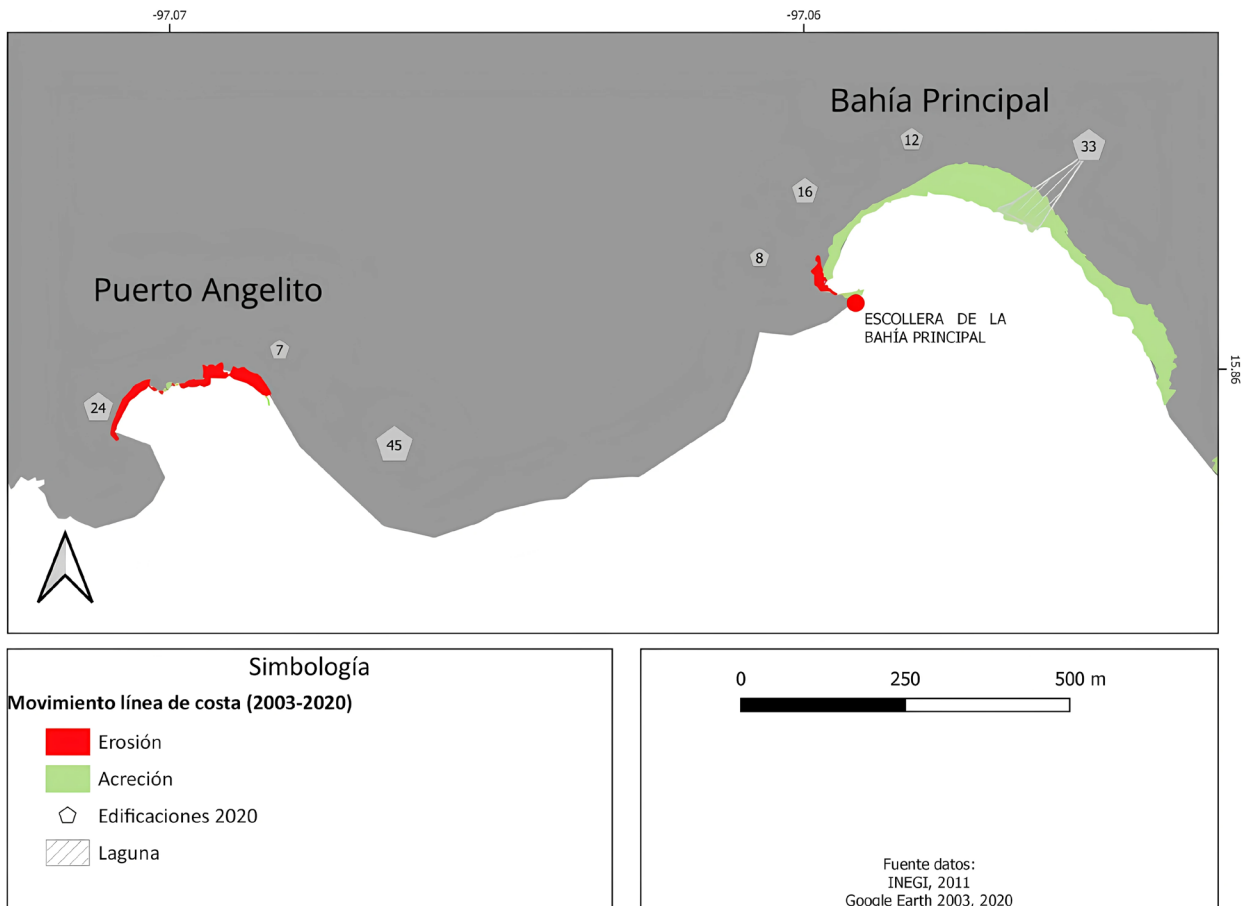 -97.07
-97.06
Bahía Principal
12
33
16
8
Puerto Angelito
ESCOLLERA DE LA
BAHÍA PRINCIPAL
7
15.86
24
45
Simbología
Movimiento línea de costa (2003-2020)
Erosión
Acreción
Edificaciones 2020
Laguna
0 250 500 m
Fuente datos:
INEGI, 2011
Google Earth 2003, 2020